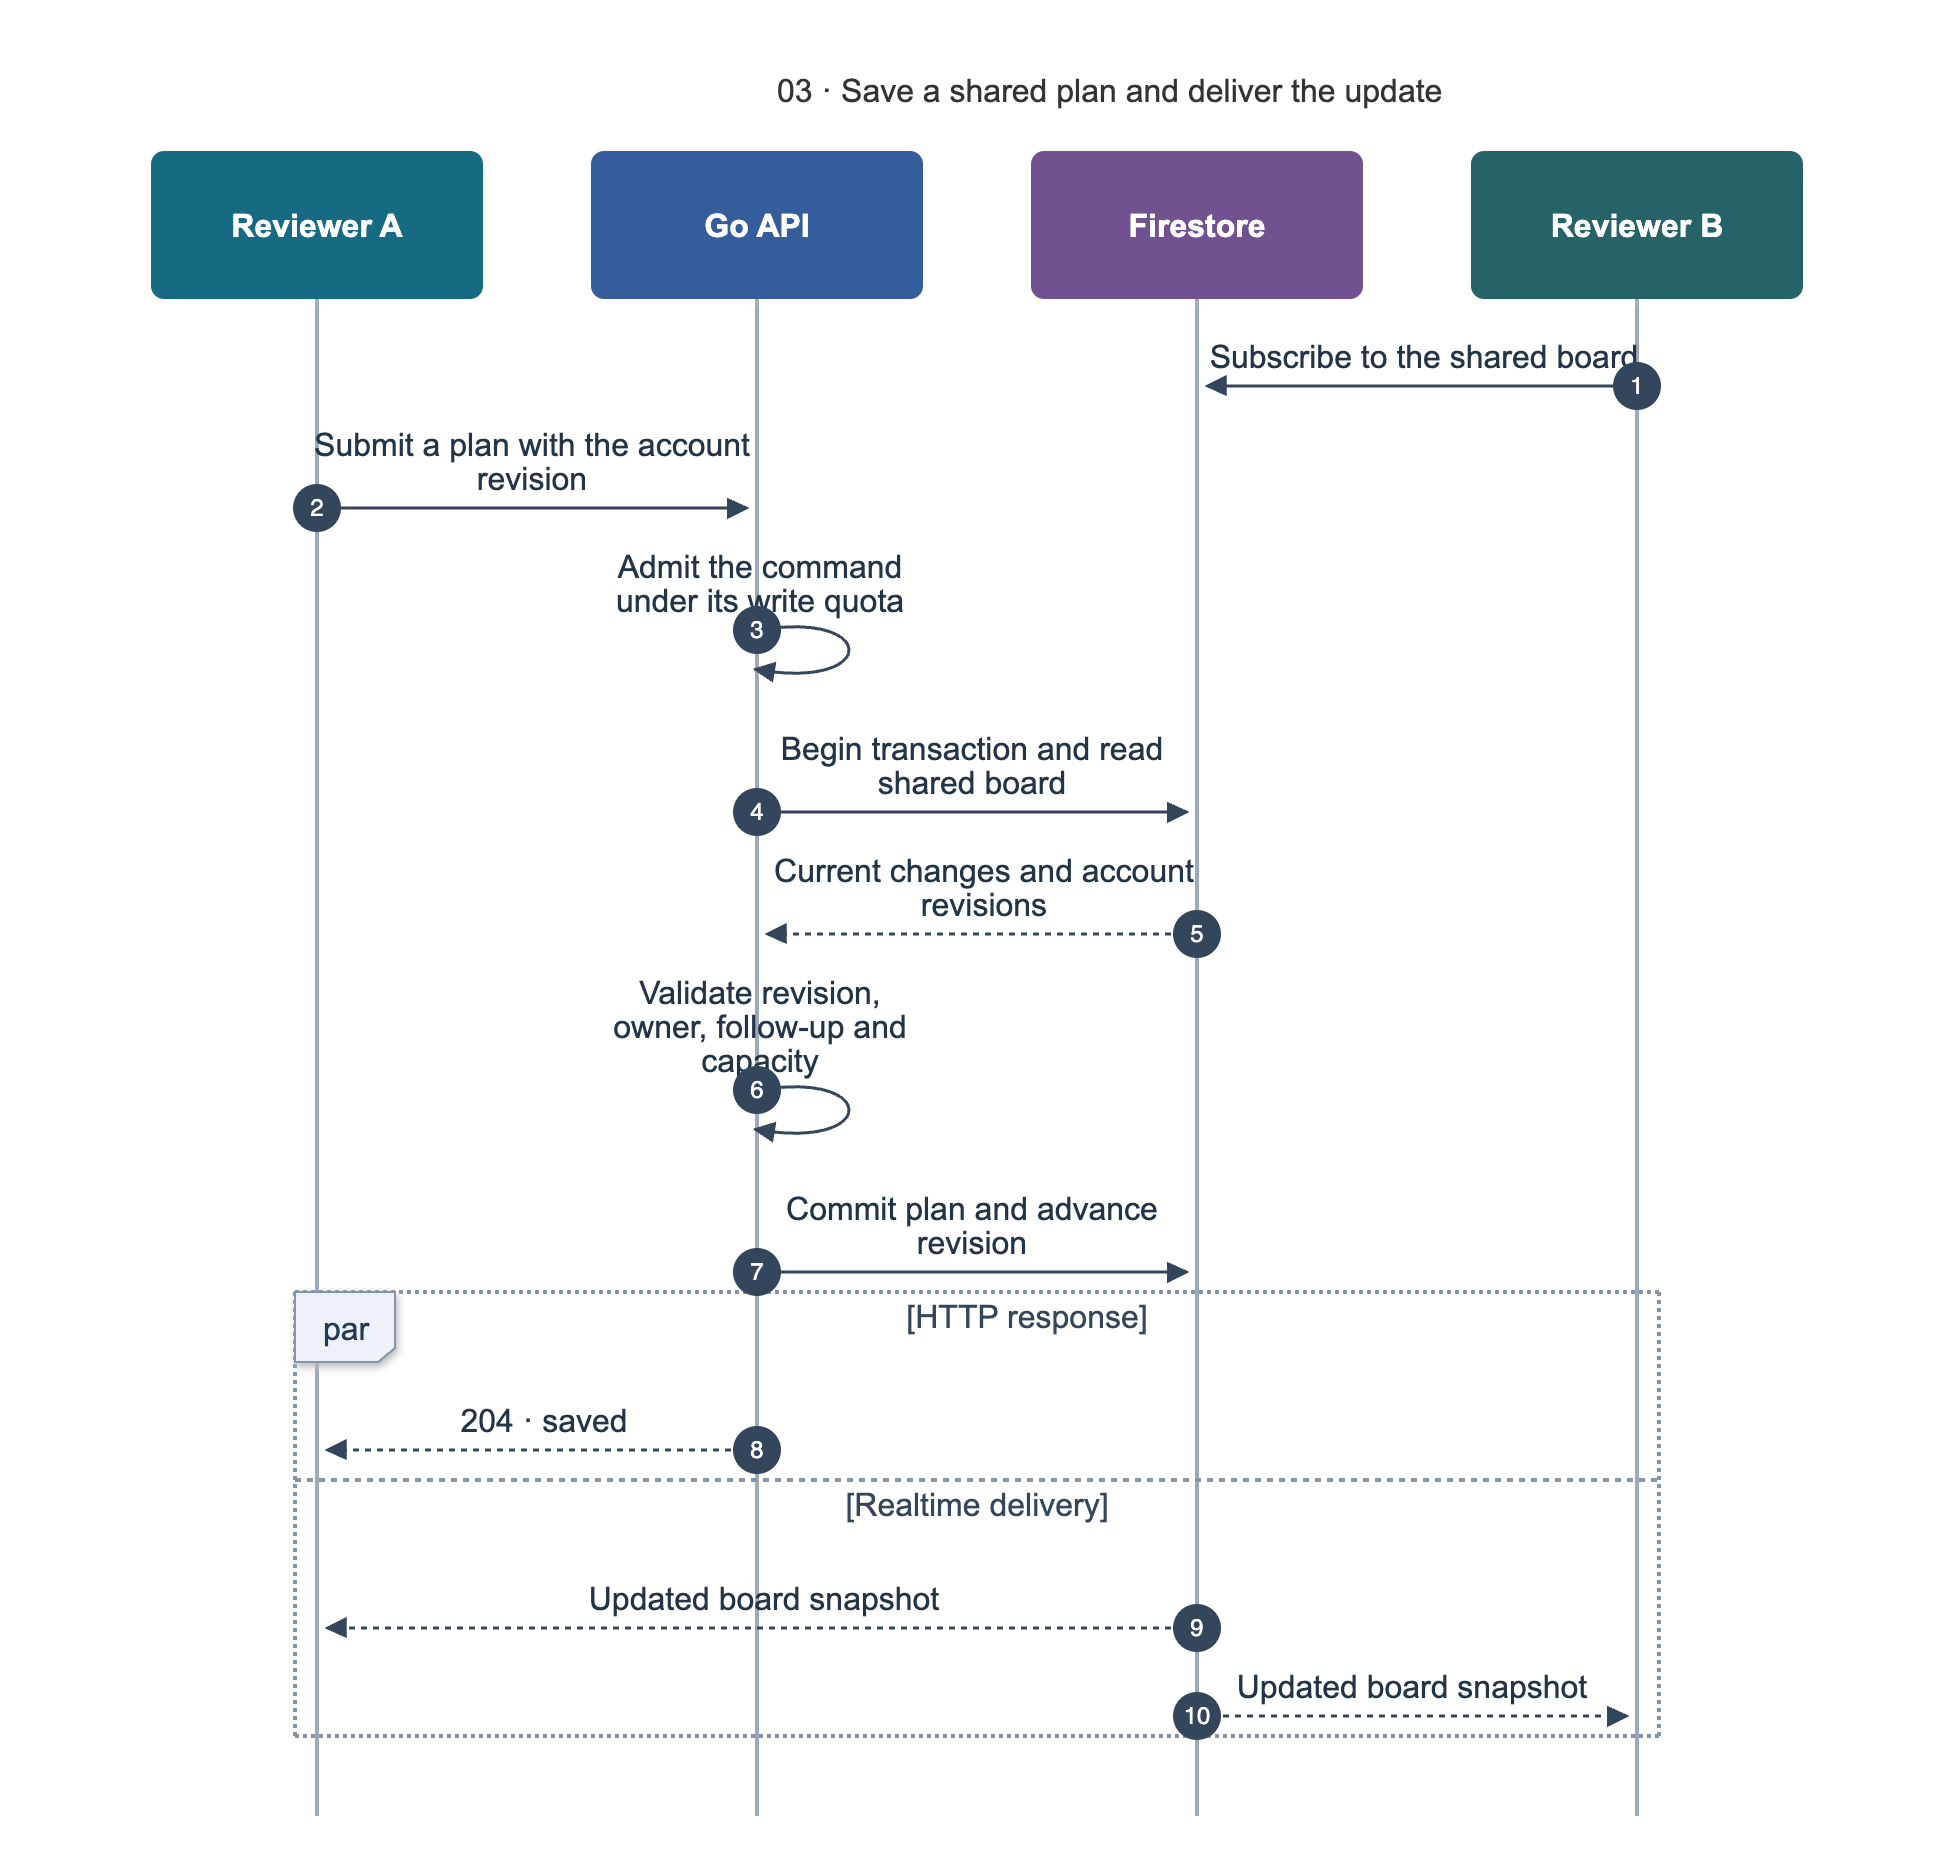 03 · Save a shared plan and deliver the update
Reviewer A
Go API
Firestore
Reviewer B
Subscribe to the shared board
1
Submit a plan with the account
revision
2
Admit the command
under its write quota
3
Begin transaction and read
shared board
4
Current changes and account
revisions
5
Validate revision,
owner, follow-up and
capacity
6
Commit plan and advance
revision
7
par
[HTTP response]
204 · saved
8
[Realtime delivery]
Updated board snapshot
9
Updated board snapshot
10